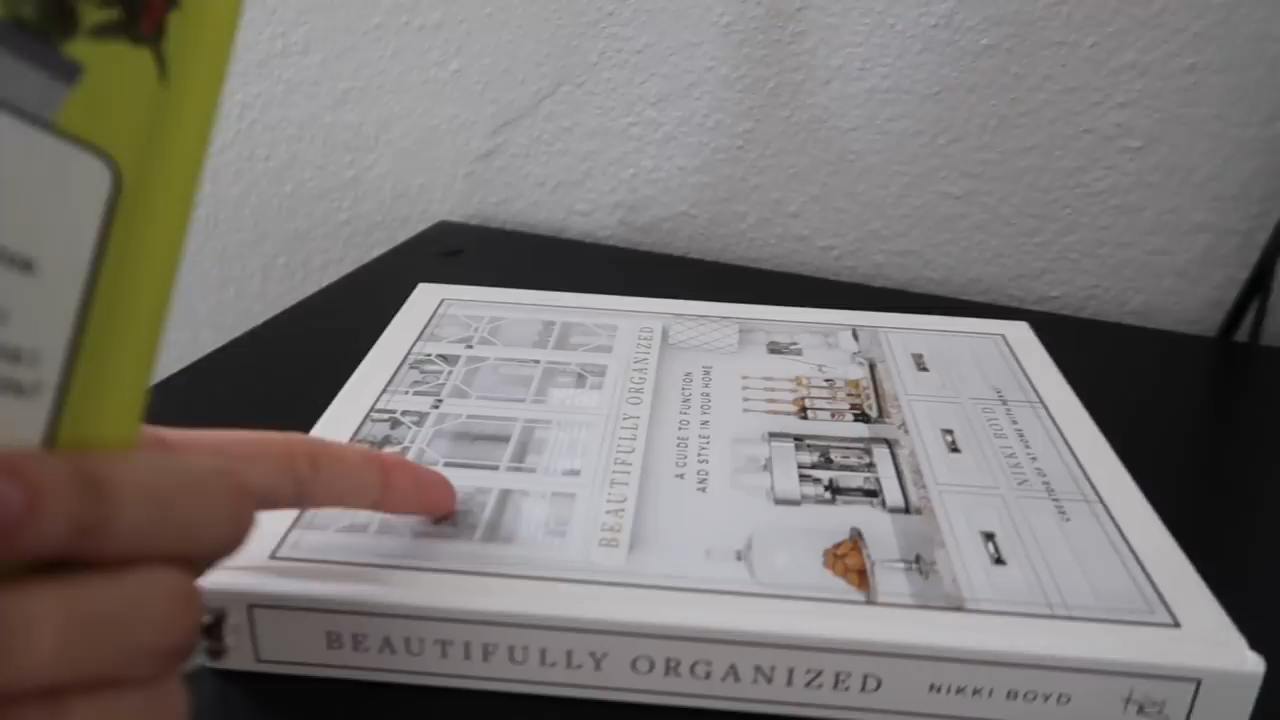 BEAUTIFULLY ORGANIZED
A GUIDE TO FUNCTION
AND STYLE IN YOUR HOME
NIKKI BOYD
CREATOR OF "AT HOME WITH NIKKI"
BEAUTIFULLY ORGANIZED NIKKI BOYD